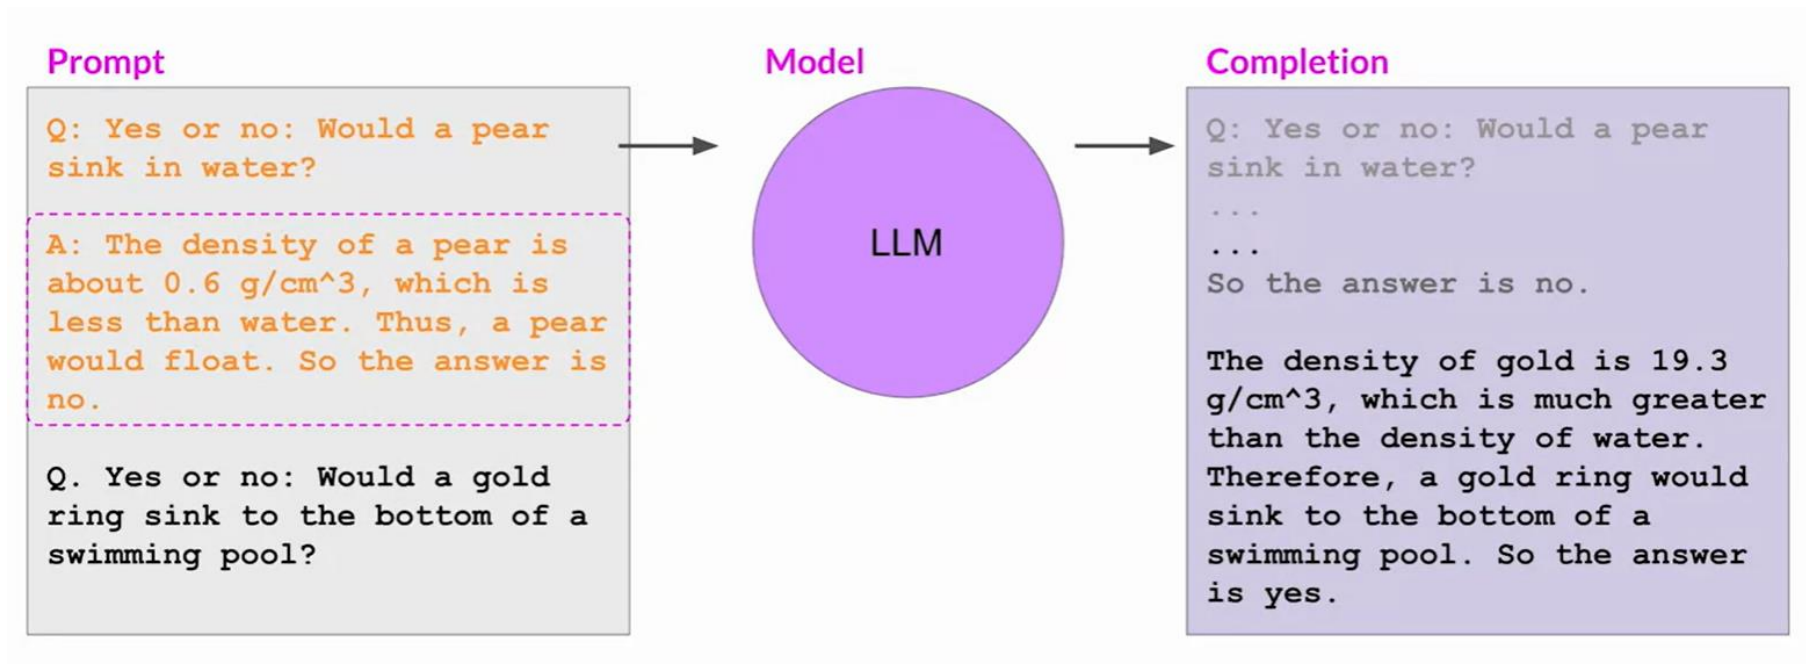 Prompt
Q: Yes or no: Would a pear
sink in water?
A: The density of a pear is
about 0.6 g/cm^3, which is
less than water. Thus, a pear
would float. So the answer is
no.
Q. Yes or no: Would a gold
ring sink to the bottom of a
swimming pool?
Model
LLM
Completion
Q: Yes or no: Would a pear
sink in water?
...
...
So the answer is no.
The density of gold is 19.3
g/cm^3, which is much greater
than the density of water.
Therefore, a gold ring would
sink to the bottom of a
swimming pool. So the answer
is yes.